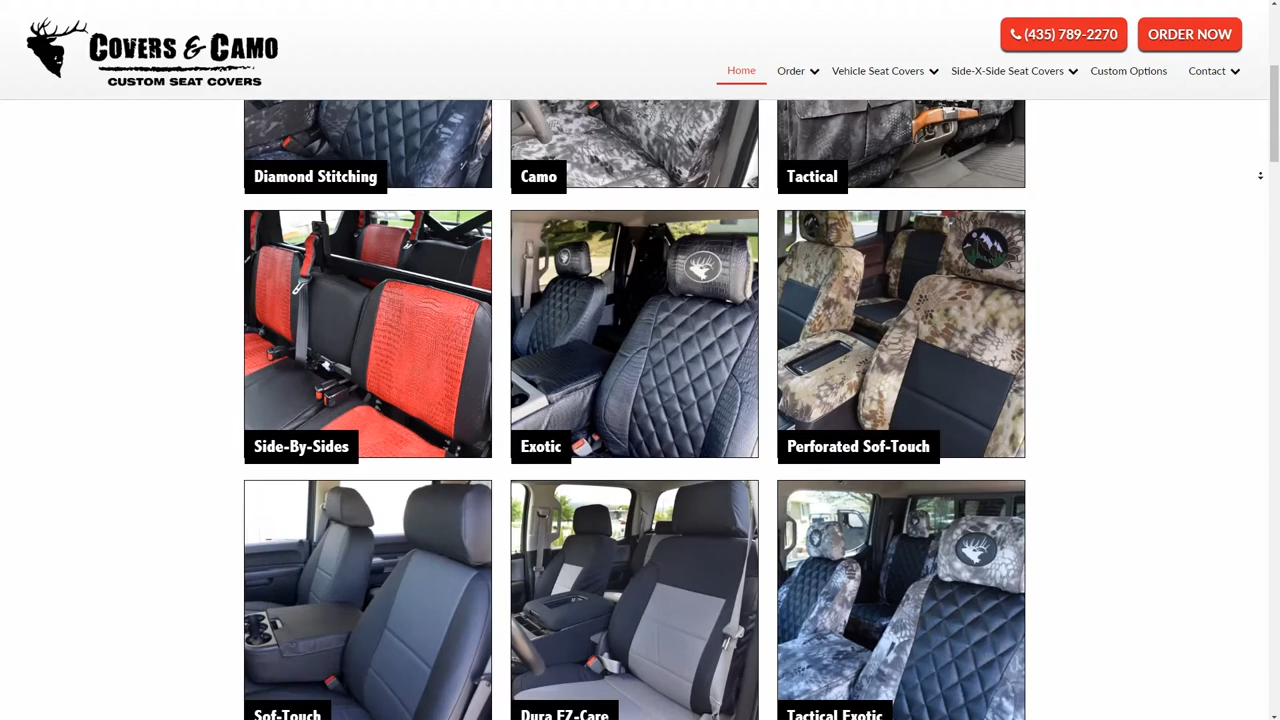 COVERS & CAMO
CUSTOM SEAT COVERS
(435) 789-2270
ORDER NOW
Home
Order
Vehicle Seat Covers
Side-X-Side Seat Covers
Custom Options
Contact
Diamond Stitching
Camo
Tactical
Side-By-Sides
Exotic
Perforated Sof-Touch
Sof-Touch
Dura EZ-Care
Tactical Exotic